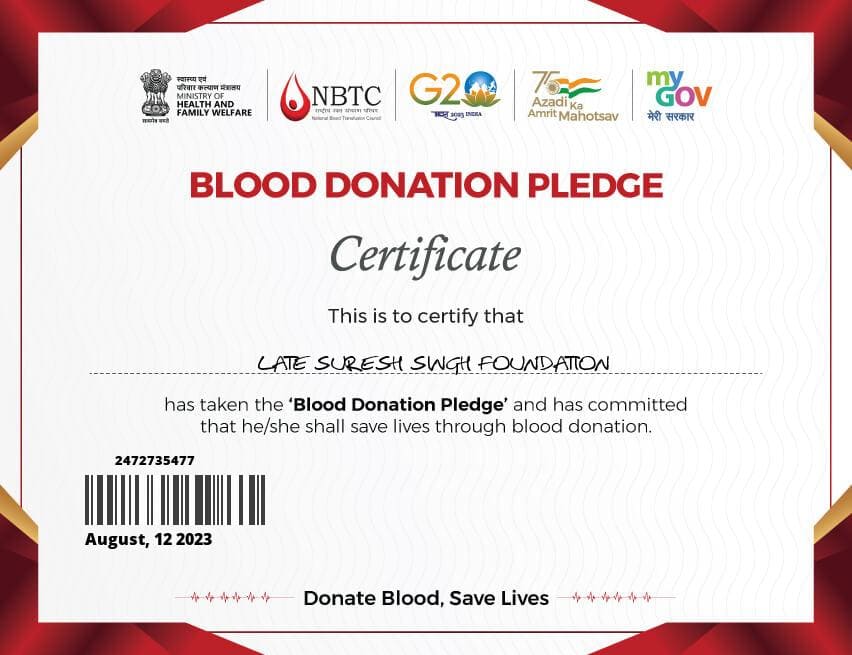 स्वास्थ्य एवं
परिवार कल्याण मंत्रालय
MINISTRY OF
HEALTH AND
FAMILY WELFARE
सत्यमेव जयते
NBTC
राष्ट्रीय रक्त संचरण परिषद
National Blood Transfusion Council
G20
भारत 2023 INDIA
75
Azadi Ka
Amrit Mahotsav
my
GOV
मेरी सरकार
BLOOD DONATION PLEDGE
Certificate
This is to certify that
LATE SURESH SINGH FOUNDATION
has taken the ‘Blood Donation Pledge’ and has committed
that he/she shall save lives through blood donation.
2472735477
August, 12 2023
Donate Blood, Save Lives